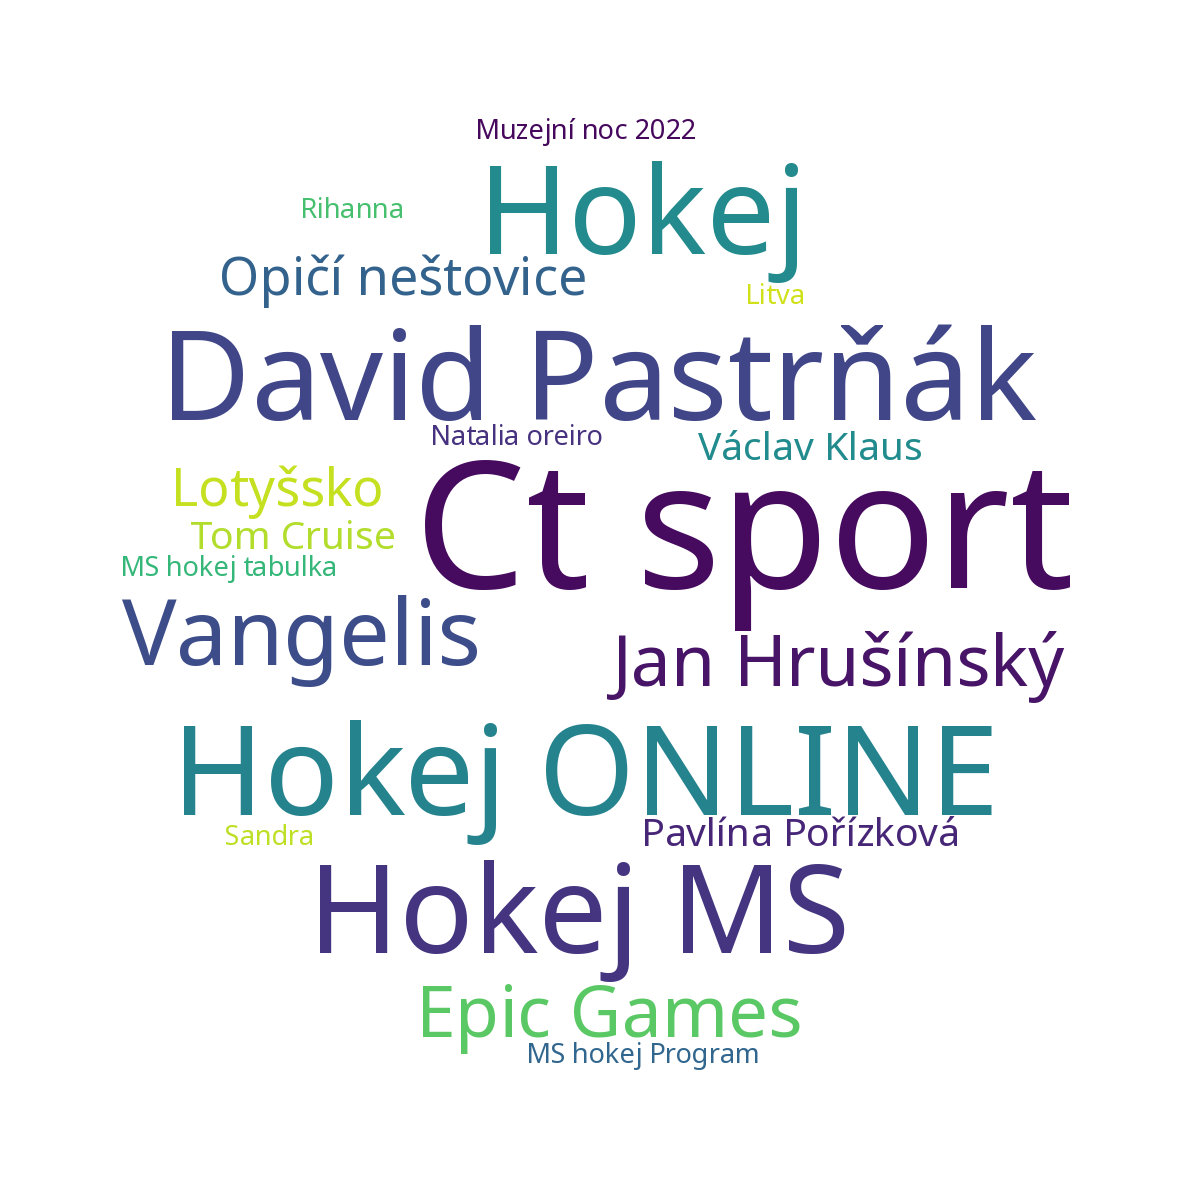 Muzejní noc 2022
Hokej
Rihanna
Opičí neštovice
Litva
David Pastrňák
Natalia oreiro
Václav Klaus
Lotyšsko
Ct sport
Tom Cruise
MS hokej tabulka
Vangelis
Jan Hrušínský
Hokej ONLINE
Sandra
Pavlína Pořízková
Hokej MS
Epic Games
MS hokej Program